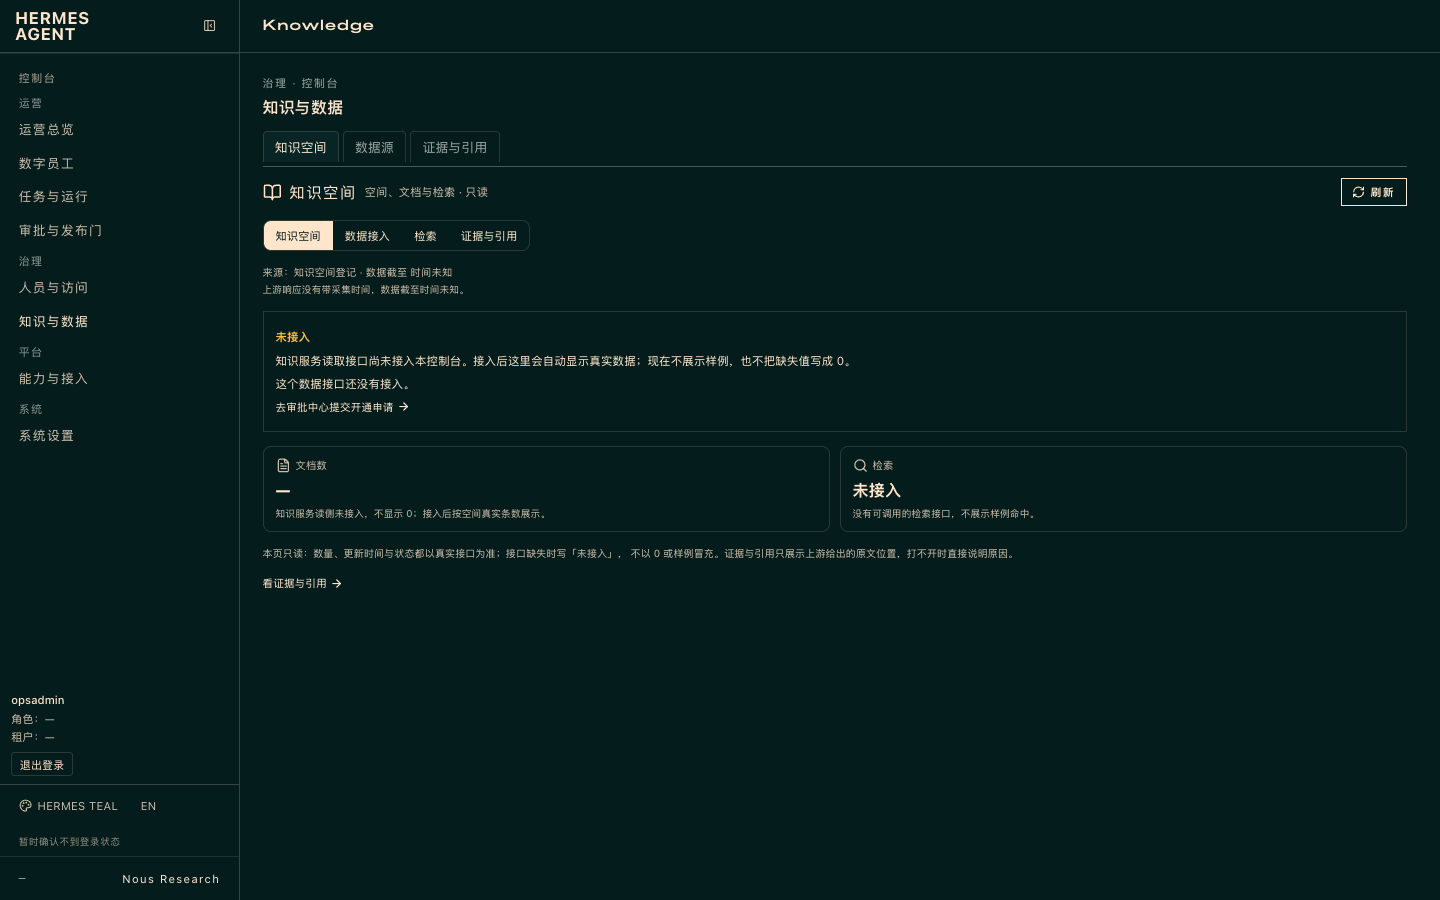 HERMES
AGENT
Knowledge
控制台
运营
运营总览
数字员工
任务与运行
审批与发布门
治理
人员与访问
知识与数据
平台
能力与接入
系统
系统设置
opsadmin
角色：—
租户：—
退出登录
HERMES TEAL EN
暂时确认不到登录状态
— Nous Research
治理 · 控制台
知识与数据
知识空间 数据源 证据与引用
知识空间 空间、文档与检索 · 只读
刷新
知识空间 数据接入 检索 证据与引用
来源：知识空间登记 · 数据截至 时间未知
上游响应没有带采集时间，数据截至时间未知。
未接入
知识服务读取接口尚未接入本控制台。接入后这里会自动显示真实数据；现在不展示样例，也不把缺失值写成 0。
这个数据接口还没有接入。
去审批中心提交开通申请 →
文档数
—
知识服务读侧未接入，不显示 0；接入后按空间真实条数展示。
检索
未接入
没有可调用的检索接口，不展示样例命中。
本页只读：数量、更新时间与状态都以真实接口为准；接口缺失时写「未接入」， 不以 0 或样例冒充。证据与引用只展示上游给出的原文位置，打不开时直接说明原因。
看证据与引用 →